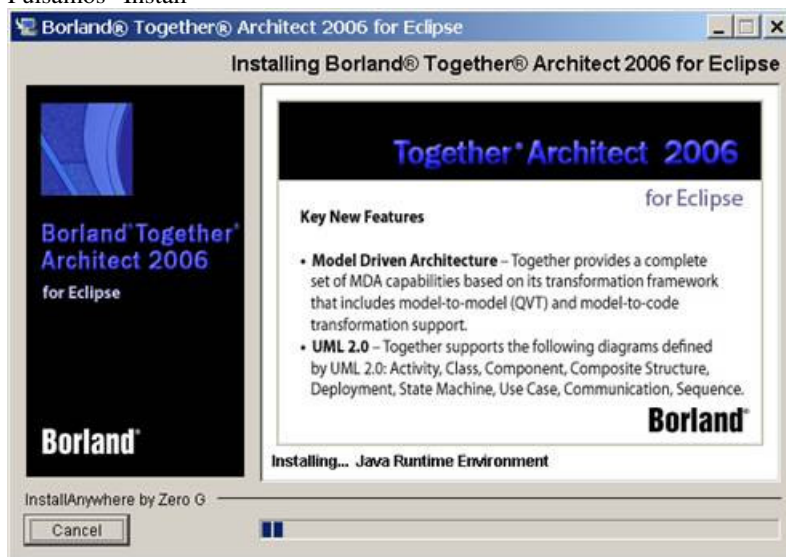 Pulsamos "Install"
Borland® Together® Architect 2006 for Eclipse
Installing Borland® Together® Architect 2006 for Eclipse
Borland® Together®
Architect 2006
for Eclipse
Borland®
Together® Architect 2006
for Eclipse
Key New Features
• Model Driven Architecture – Together provides a complete
set of MDA capabilities based on its transformation framework
that includes model-to-model (QVT) and model-to-code
transformation support.
• UML 2.0 – Together supports the following diagrams defined
by UML 2.0: Activity, Class, Component, Composite Structure,
Deployment, State Machine, Use Case, Communication, Sequence.
Borland®
Installing... Java Runtime Environment
InstallAnywhere by Zero G
Cancel